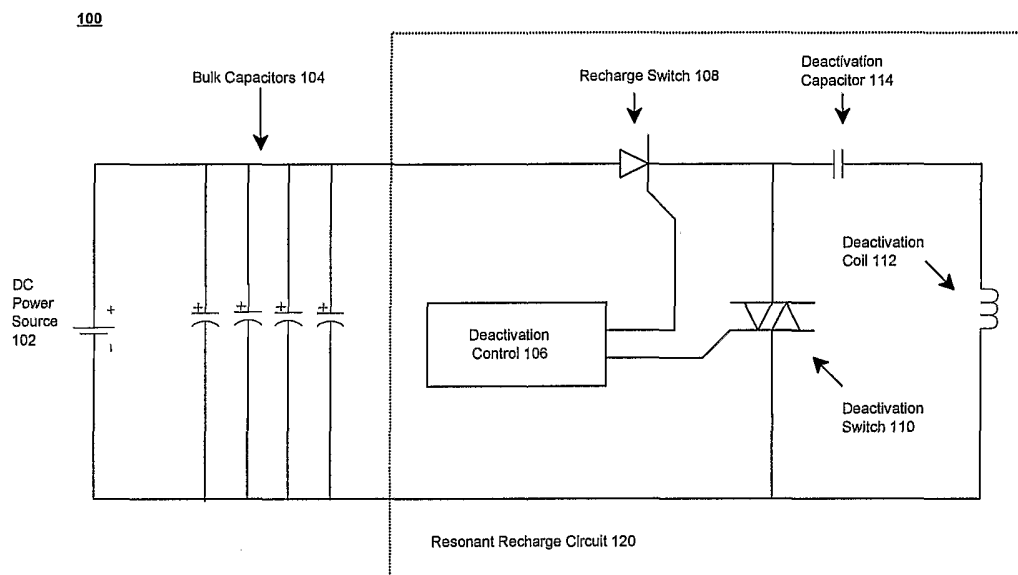 100
Bulk Capacitors 104
Recharge Switch 108
Deactivation
Capacitor 114
Deactivation
Coil 112
DC
Power
Source
102
+
-
+
+
+
+
Deactivation
Control 106
Deactivation
Switch 110
Resonant Recharge Circuit 120